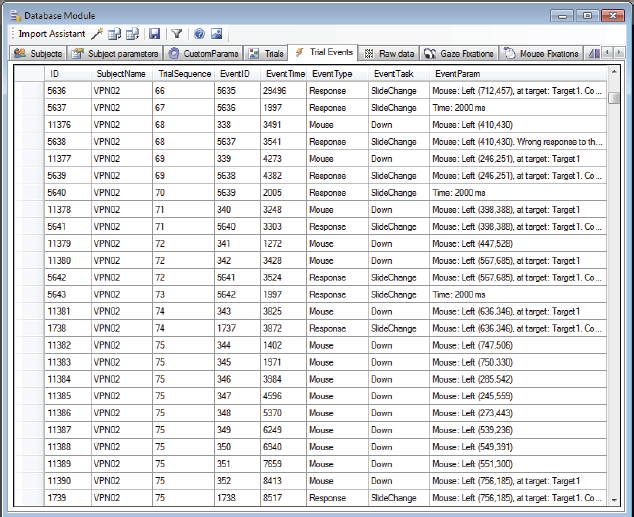 Database Module
Import Assistant
Subjects Subject parameters CustomParams Trials Trial Events Raw data Gaze Fixations Mouse Fixations
ID SubjectName TrialSequence EventID EventTime EventType EventTask EventParam
5636 VPN02 66 5635 29496 Response SlideChange Mouse: Left (712,457), at target: Target1. Co...
5637 VPN02 67 5636 1997 Response SlideChange Time: 2000 ms
11376 VPN02 68 338 3491 Mouse Down Mouse: Left (410,430)
5638 VPN02 68 5637 3541 Response SlideChange Mouse: Left (410,430). Wrong response to th...
11377 VPN02 69 339 4273 Mouse Down Mouse: Left (246,251), at target: Target1
5639 VPN02 69 5638 4382 Response SlideChange Mouse: Left (246,251), at target: Target1. Co...
5640 VPN02 70 5639 2005 Response SlideChange Time: 2000 ms
11378 VPN02 71 340 3248 Mouse Down Mouse: Left (398,388), at target: Target1
5641 VPN02 71 5640 3303 Response SlideChange Mouse: Left (398,388), at target: Target1. Co...
11379 VPN02 72 341 1272 Mouse Down Mouse: Left (447,528)
11380 VPN02 72 342 3428 Mouse Down Mouse: Left (567,685), at target: Target1
5642 VPN02 72 5641 3524 Response SlideChange Mouse: Left (567,685), at target: Target1. Co...
5643 VPN02 73 5642 1997 Response SlideChange Time: 2000 ms
11381 VPN02 74 343 3825 Mouse Down Mouse: Left (636,346), at target: Target1
1738 VPN02 74 1737 3872 Response SlideChange Mouse: Left (636,346), at target: Target1. Co...
11382 VPN02 75 344 1402 Mouse Down Mouse: Left (747,506)
11383 VPN02 75 345 1971 Mouse Down Mouse: Left (750,330)
11384 VPN02 75 346 3984 Mouse Down Mouse: Left (285,542)
11385 VPN02 75 347 4596 Mouse Down Mouse: Left (245,559)
11386 VPN02 75 348 5370 Mouse Down Mouse: Left (273,443)
11387 VPN02 75 349 6249 Mouse Down Mouse: Left (539,236)
11388 VPN02 75 350 6940 Mouse Down Mouse: Left (549,391)
11389 VPN02 75 351 7659 Mouse Down Mouse: Left (551,300)
11390 VPN02 75 352 8413 Mouse Down Mouse: Left (756,185), at target: Target1
1739 VPN02 75 1738 8517 Response SlideChange Mouse: Left (756,185), at target: Target1. Co...